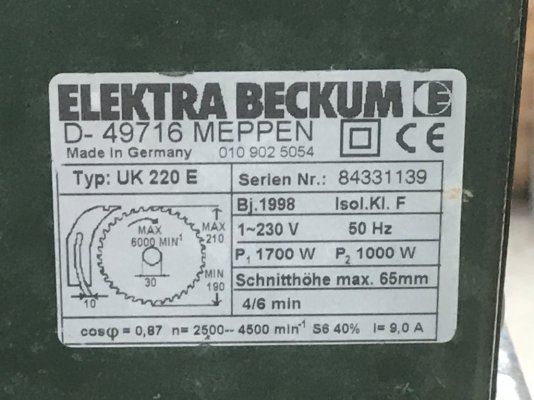 ELEKTRA BECKUM
D- 49716 MEPPEN
Made In Germany 010 902 5054
CE
Typ: UK 220 E
Serien Nr.: 84331139
Bj.1998 Isol.Kl. F
1~230 V 50 Hz
P₁ 1700 W P₂ 1000 W
Schnitthöhe max. 65mm
4/6 min
MAX
6000 MIN⁻¹
30
10
MAX
210
MIN
190
cosφ = 0,87 n= 2500-- 4500 min⁻¹ S6 40% I= 9,0 A